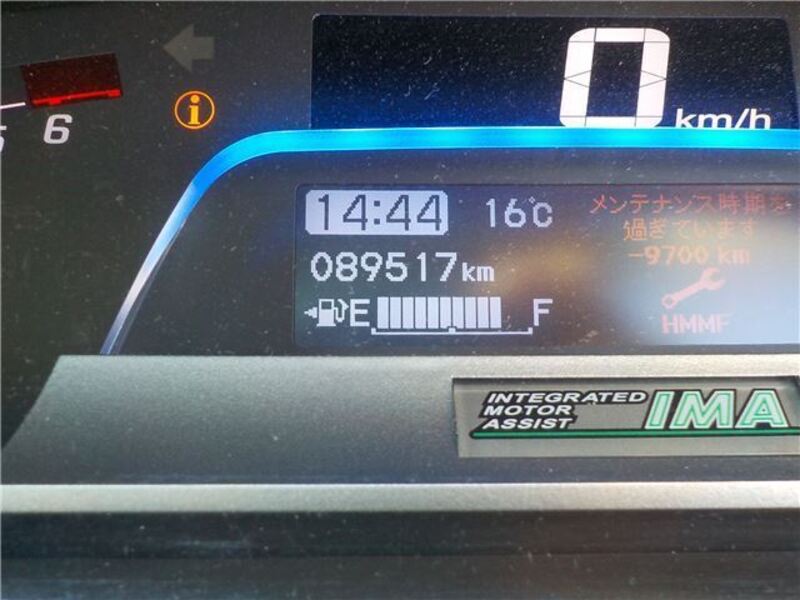 0 km/h
6
i
14:44 16℃ メンテナンス時期を
過ぎています
089517km -9700 km
E F HMMF
INTEGRATED
MOTOR
ASSIST IMA